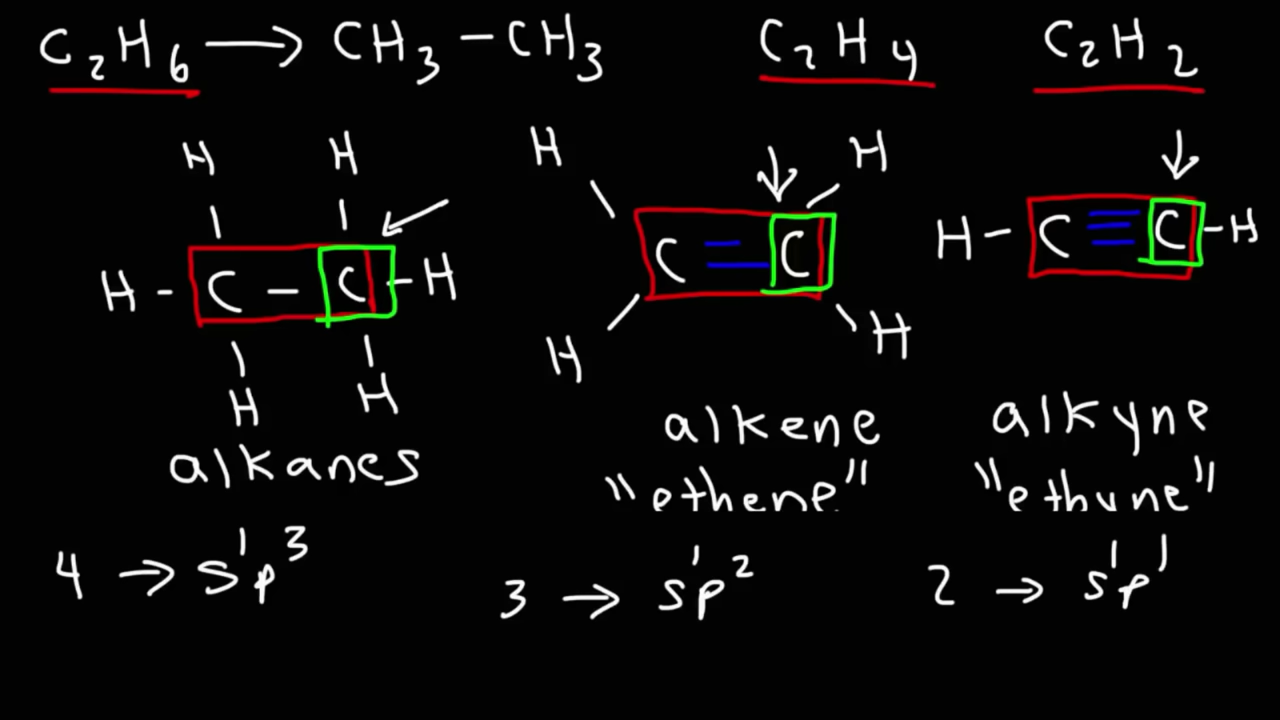 C₂H₆ → CH₃ – CH₃ C₂H₄ C₂H₂
H H H H
H – C – C – H C = C H – C ≡ C – H
H H H H
alkanes alkene alkyne
"ethene" "ethyne"
4 → s¹p³ 3 → s¹p² 2 → s¹p¹